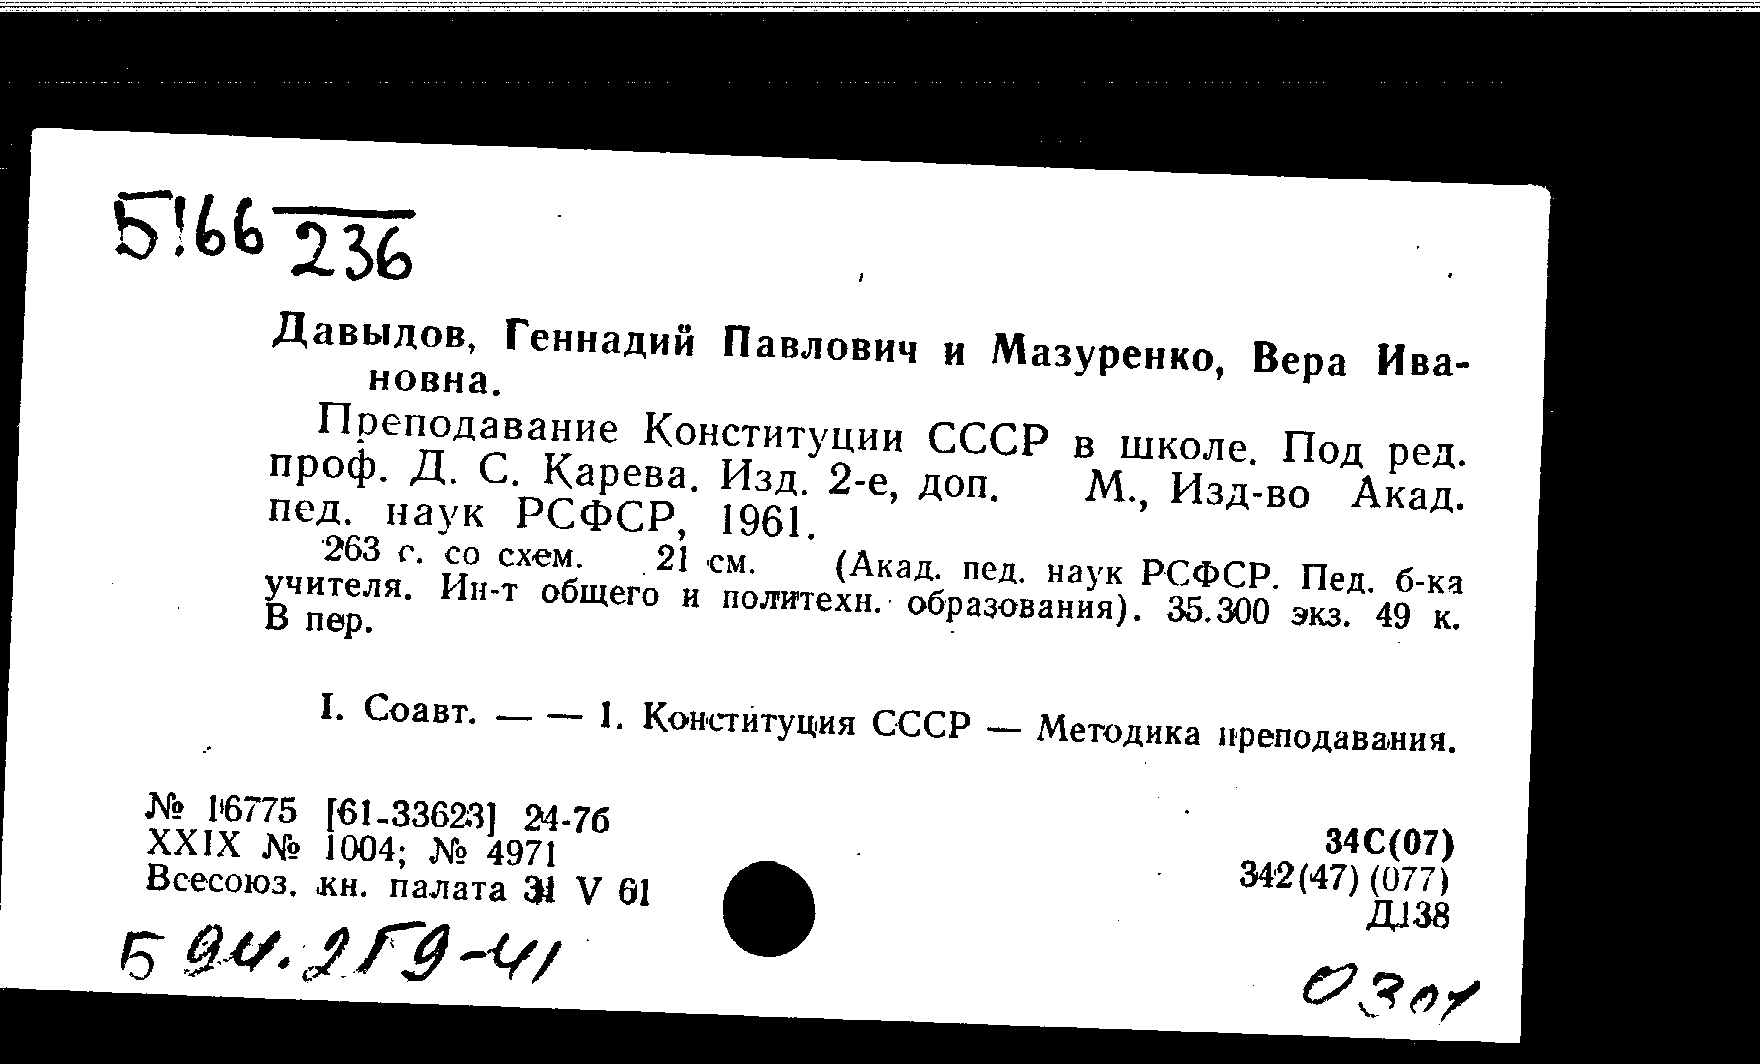 Б!66 236
Давыдов, Геннадий Павлович и Мазуренко, Вера Ива-
новна.
Преподавание Конституции СССР в школе. Под ред.
проф. Д. С. Карева. Изд. 2-е, доп. М., Изд-во Акад.
пед. наук РСФСР, 1961.
263 с. со схем. 21 см. (Акад. пед. наук РСФСР. Пед. б-ка
учителя. Ин-т общего и политехн. образования). 35.300 экз. 49 к.
В пер.
I. Соавт. — — 1. Конституция СССР — Методика преподавания.
№ 16775 [61-33623] 24-7б
XXIX № 1004; № 4971
Всесоюз. кн. палата 31 V 61
34С(07)
342(47)(077)
Д138
Б